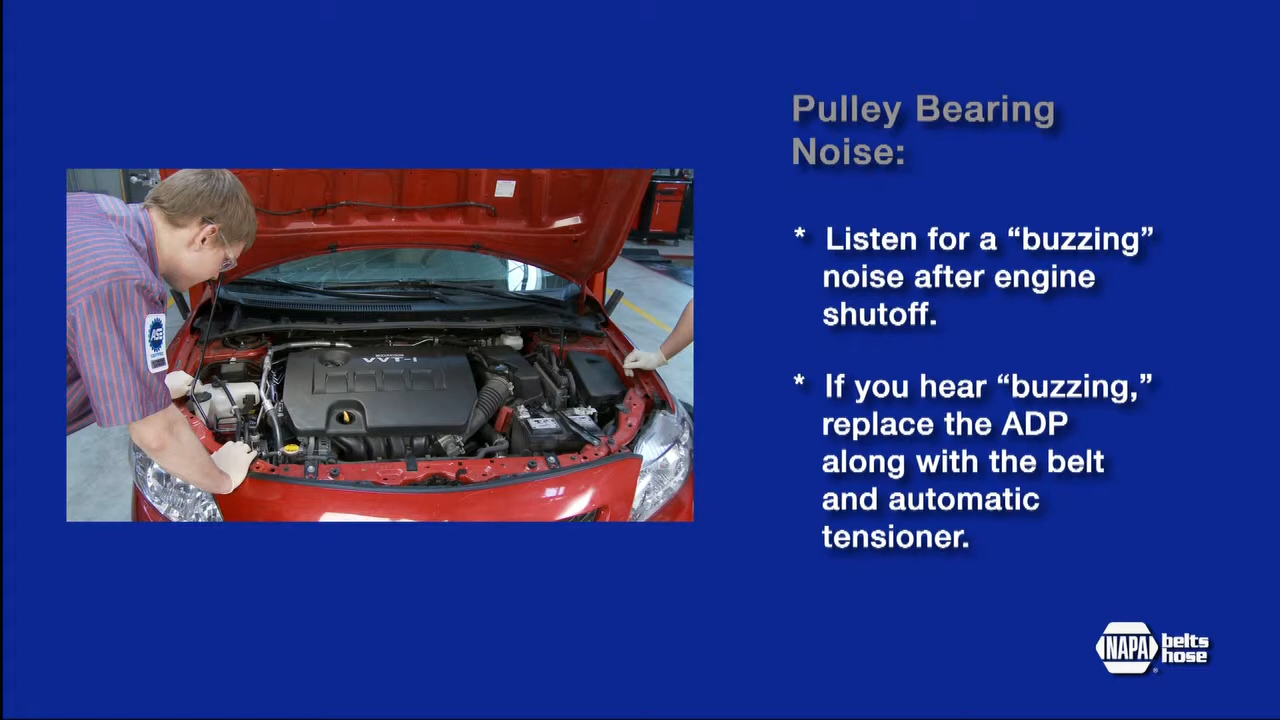 Pulley Bearing
Noise:
* Listen for a “buzzing”
noise after engine
shutoff.
* If you hear “buzzing,”
replace the ADP
along with the belt
and automatic
tensioner.
VVT-i
ASE
NAPA
belts
hose